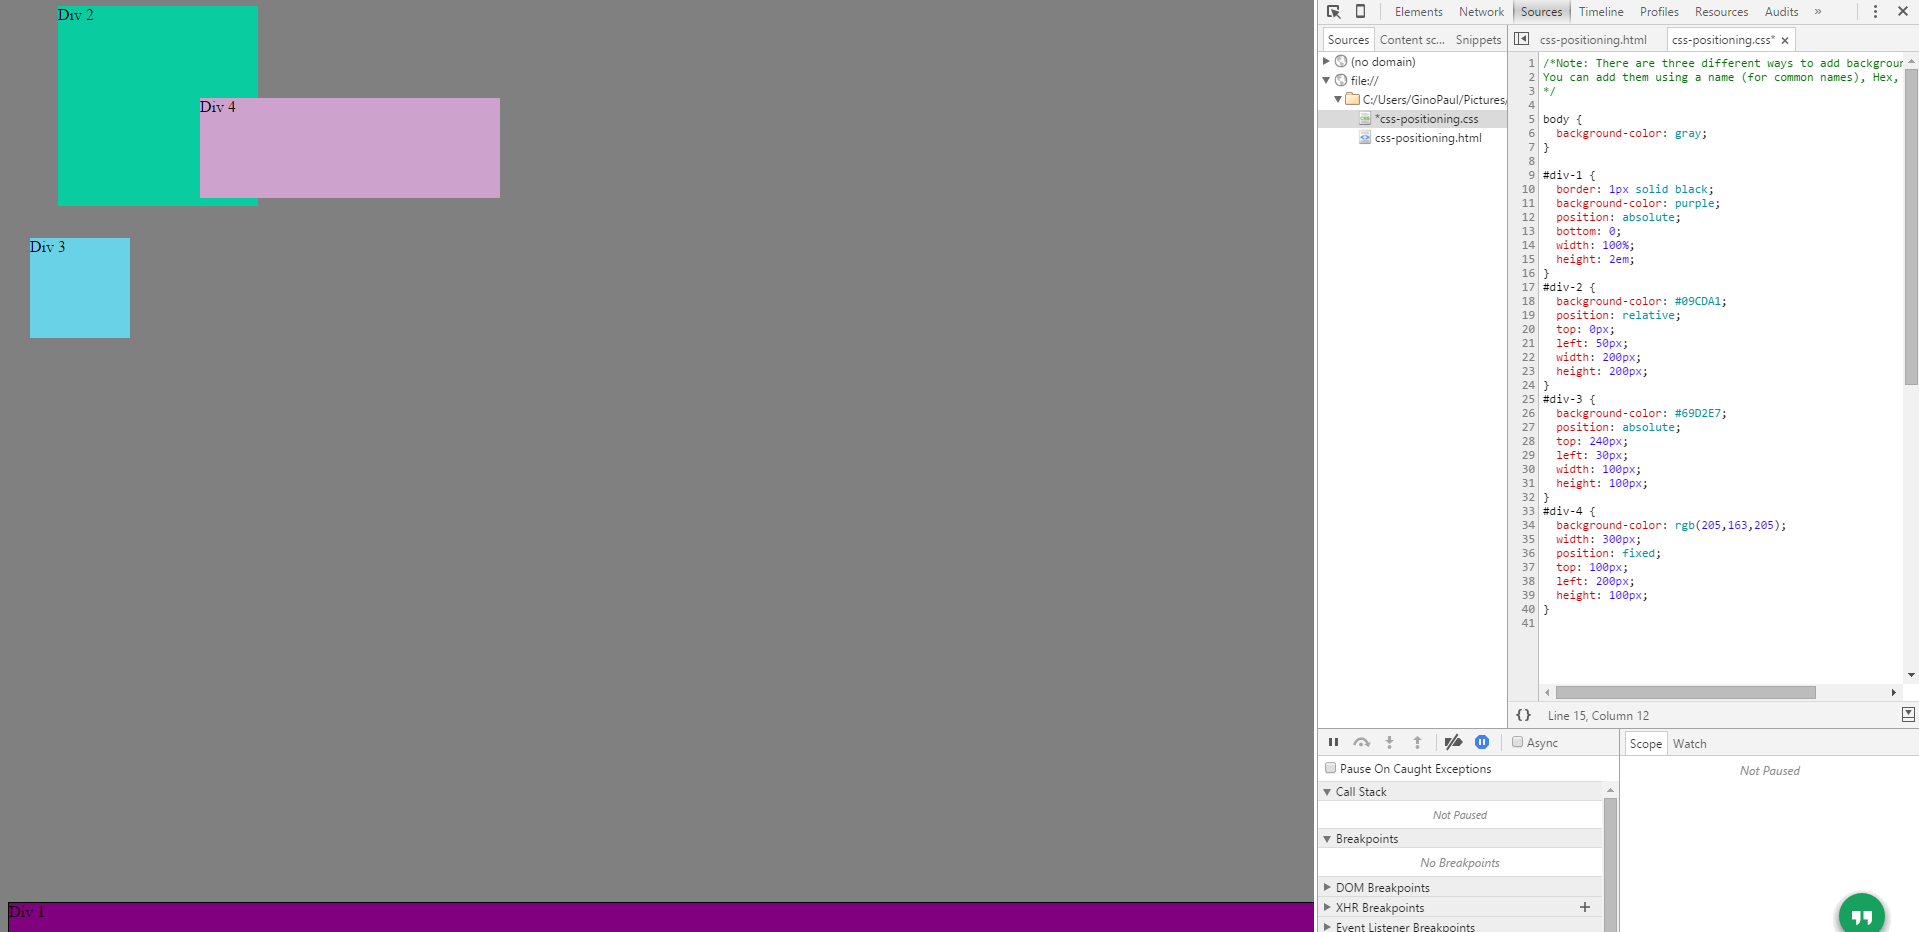 Div 2
Div 4
Div 3
Div 1
Elements Network Sources Timeline Profiles Resources Audits »
Sources Content sc... Snippets
css-positioning.html css-positioning.css*
(no domain)
file://
C:/Users/GinoPaul/Pictures/
*css-positioning.css
css-positioning.html
1 /*Note: There are three different ways to add backgroun
2 You can add them using a name (for common names), Hex,
3 */
4
5 body {
6 background-color: gray;
7 }
8
9 #div-1 {
10 border: 1px solid black;
11 background-color: purple;
12 position: absolute;
13 bottom: 0;
14 width: 100%;
15 height: 2em;
16 }
17 #div-2 {
18 background-color: #09CDA1;
19 position: relative;
20 top: 0px;
21 left: 50px;
22 width: 200px;
23 height: 200px;
24 }
25 #div-3 {
26 background-color: #69D2E7;
27 position: absolute;
28 top: 240px;
29 left: 30px;
30 width: 100px;
31 height: 100px;
32 }
33 #div-4 {
34 background-color: rgb(205,163,205);
35 width: 300px;
36 position: fixed;
37 top: 100px;
38 left: 200px;
39 height: 100px;
40 }
41
{} Line 15, Column 12
Async
Pause On Caught Exceptions
Call Stack
Not Paused
Breakpoints
No Breakpoints
DOM Breakpoints
XHR Breakpoints +
Event Listener Breakpoints
Scope Watch
Not Paused